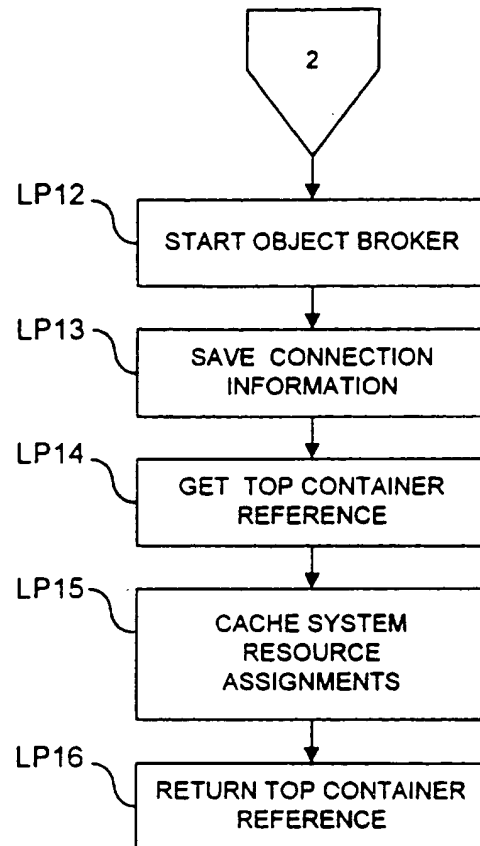 2
LP12
START OBJECT BROKER
LP13
SAVE CONNECTION
INFORMATION
LP14
GET TOP CONTAINER
REFERENCE
LP15
CACHE SYSTEM
RESOURCE
ASSIGNMENTS
LP16
RETURN TOP CONTAINER
REFERENCE